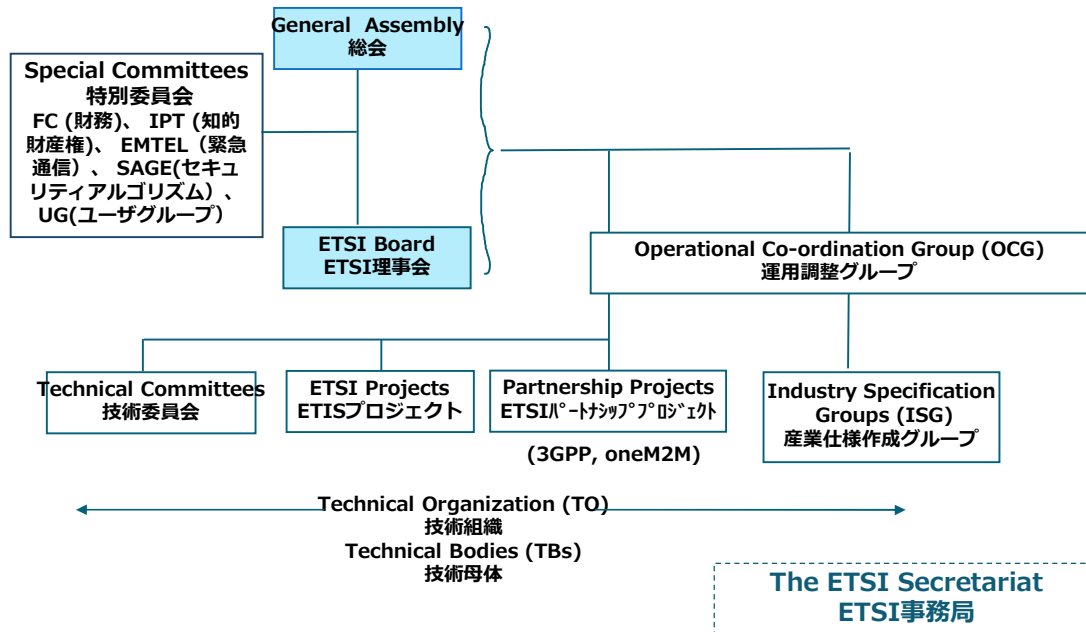 General Assembly
総会
Special Committees
特別委員会
FC (財務)、 IPT (知的
財産権)、 EMTEL（緊急
通信）、 SAGE(セキュ
リティアルゴリズム）、
UG(ユーザグループ）
ETSI Board
ETSI理事会
Operational Co-ordination Group (OCG)
運用調整グループ
Technical Committees
技術委員会
ETSI Projects
ETISプロジェクト
Partnership Projects
ETSIﾊﾟｰﾄﾅｼｯﾌﾟﾌﾟﾛｼﾞｪｸﾄ
(3GPP, oneM2M)
Industry Specification
Groups (ISG)
産業仕様作成グループ
Technical Organization (TO)
技術組織
Technical Bodies (TBs)
技術母体
The ETSI Secretariat
ETSI事務局